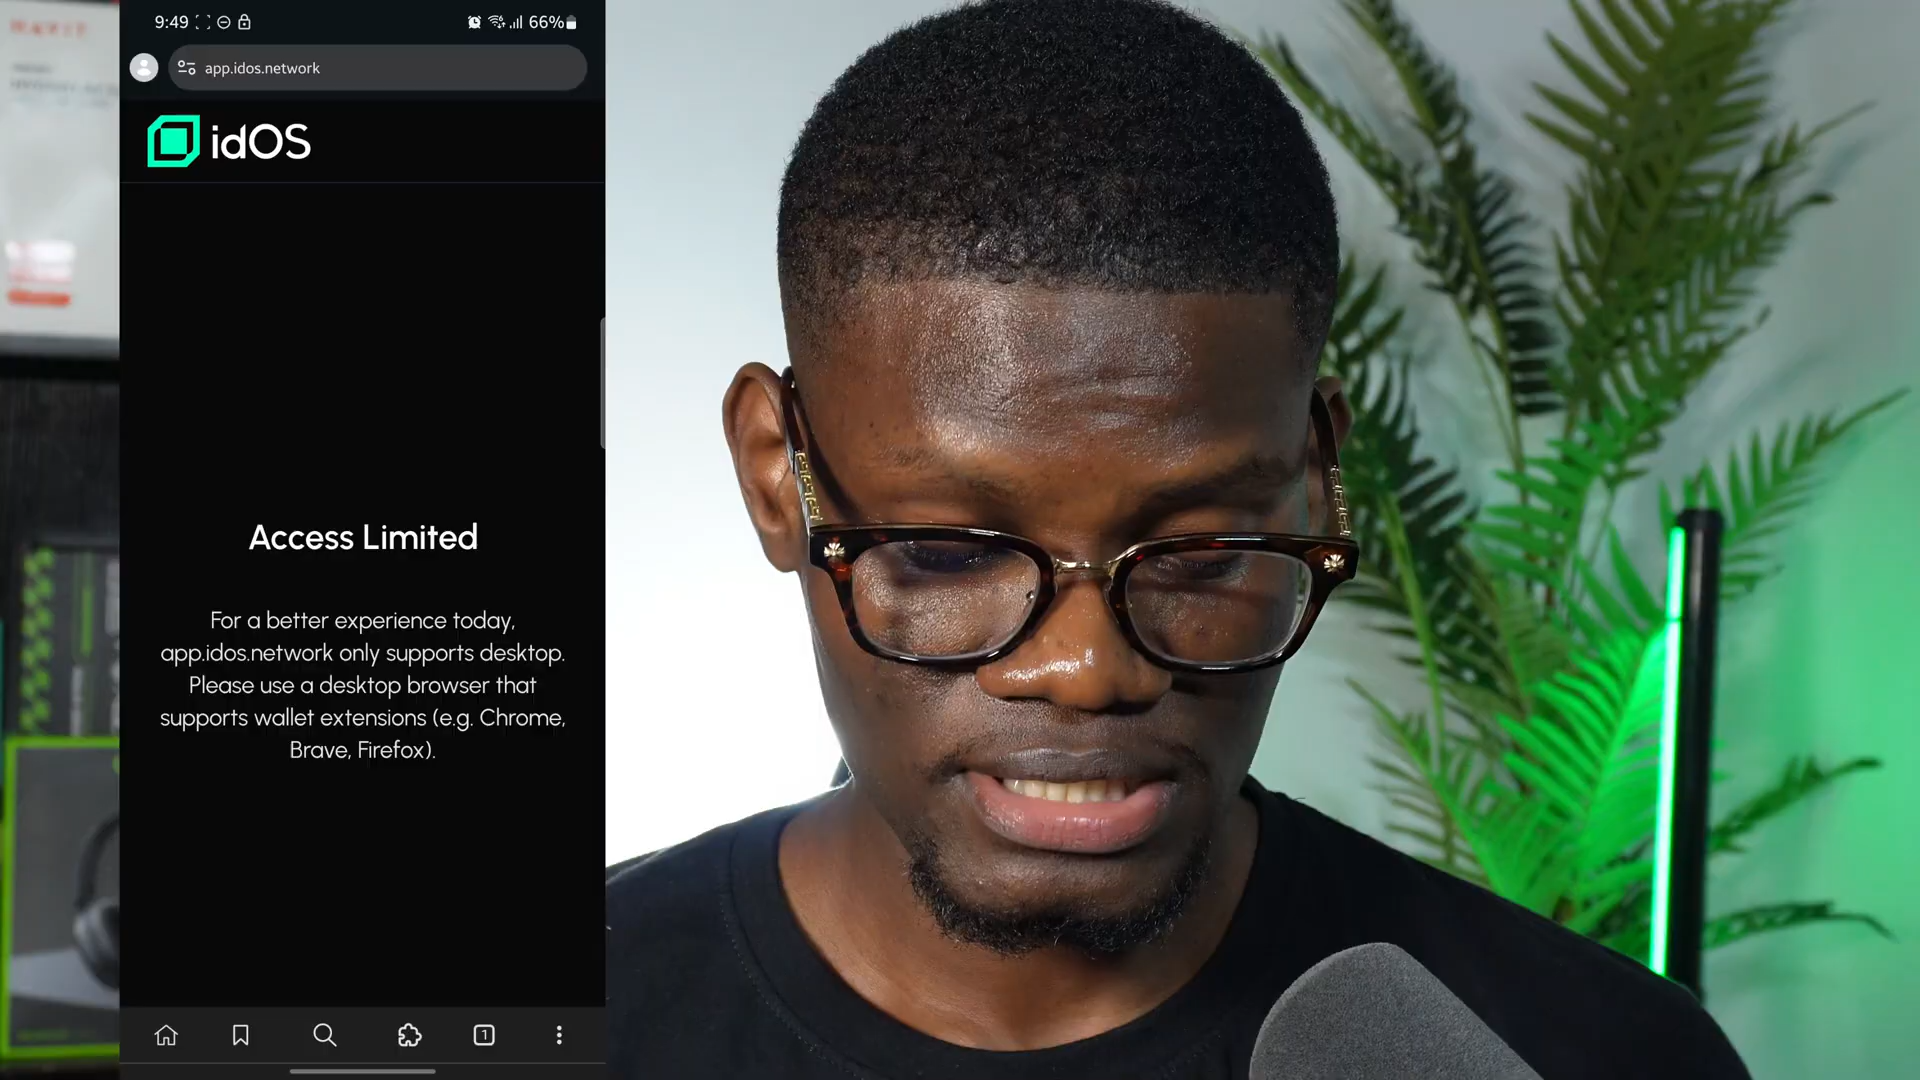 9:49
66%
app.idos.network
idOS
Access Limited
For a better experience today,
app.idos.network only supports desktop.
Please use a desktop browser that
supports wallet extensions (e.g. Chrome,
Brave, Firefox).
1